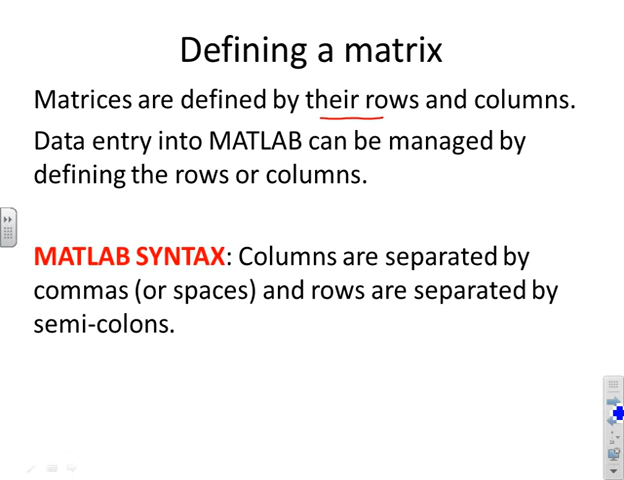 Defining a matrix
Matrices are defined by their rows and columns.
Data entry into MATLAB can be managed by
defining the rows or columns.
MATLAB SYNTAX: Columns are separated by
commas (or spaces) and rows are separated by
semi-colons.